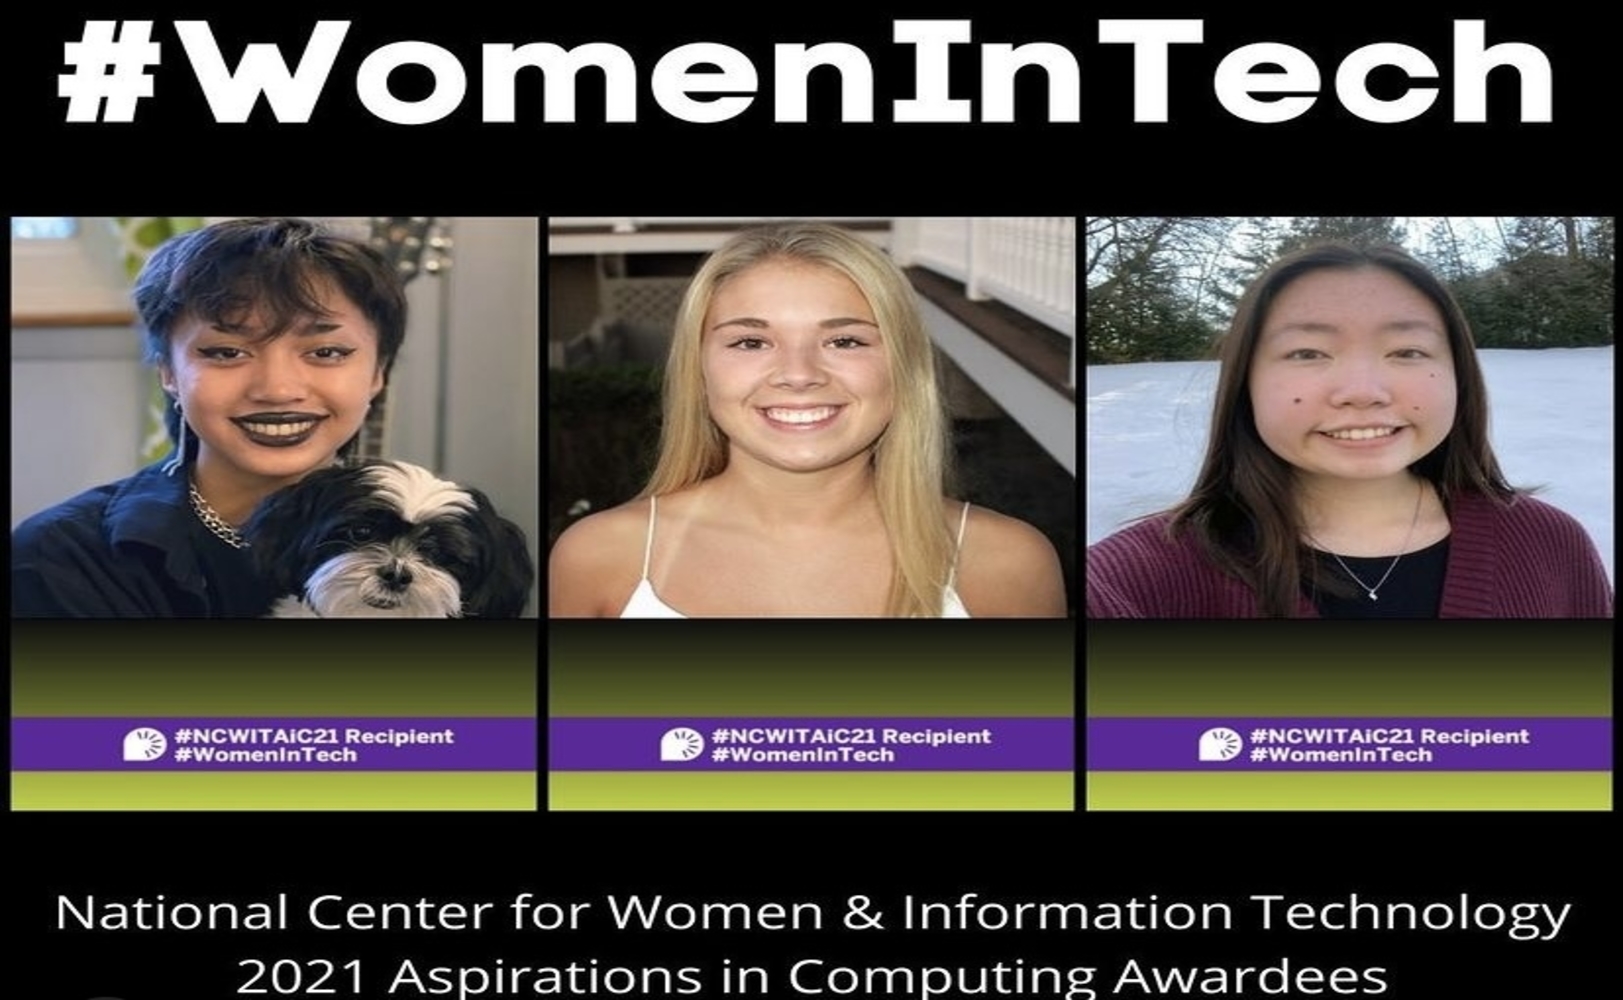 #WomenInTech
#NCWITAiC21 Recipient
#WomenInTech
#NCWITAiC21 Recipient
#WomenInTech
#NCWITAiC21 Recipient
#WomenInTech
National Center for Women & Information Technology
2021 Aspirations in Computing Awardees